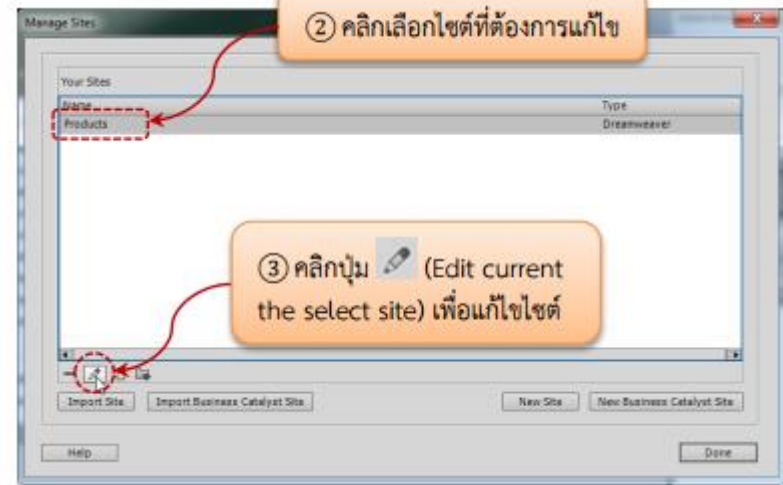 Manage Sites
② คลิกเลือกไซต์ที่ต้องการแก้ไข
Your Sites
Name Type
Products Dreamweaver
③ คลิกปุ่ม (Edit current
the select site) เพื่อแก้ไขไซต์
Import Site Import Business Catalyst Site New Site New Business Catalyst Site
Help Done